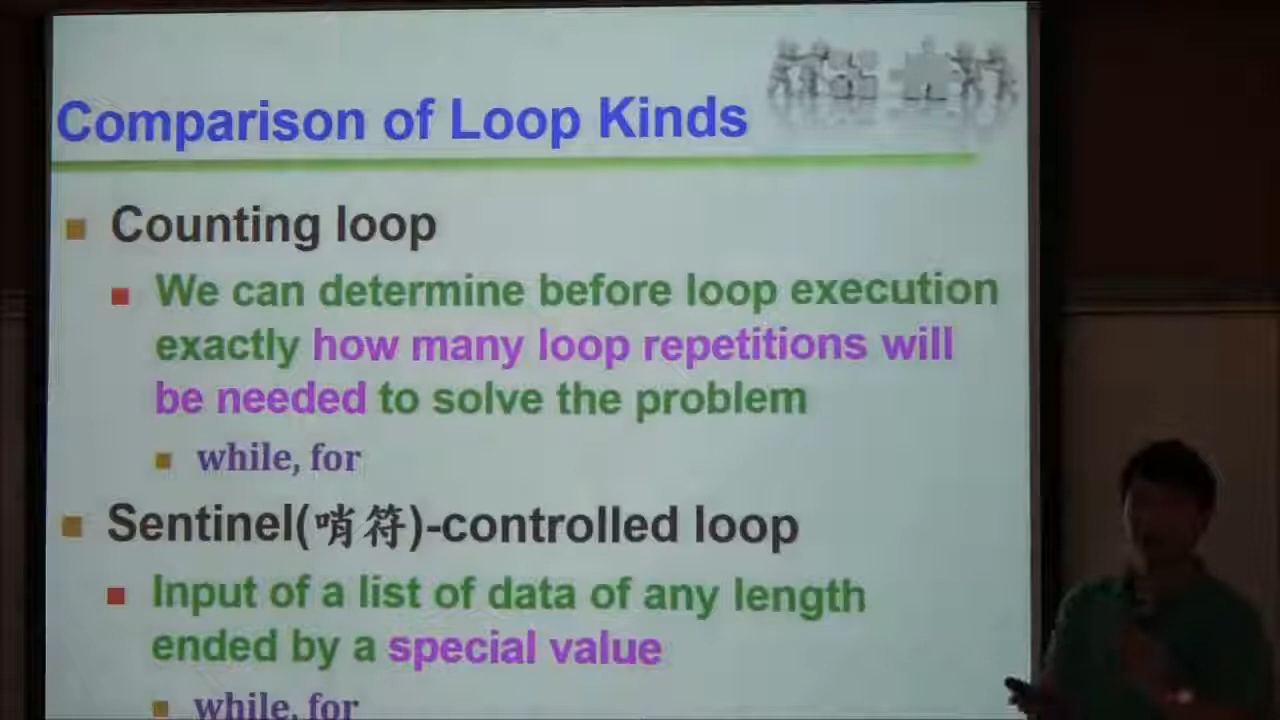 Comparison of Loop Kinds
Counting loop
We can determine before loop execution
exactly how many loop repetitions will
be needed to solve the problem
while, for
Sentinel(哨符)-controlled loop
Input of a list of data of any length
ended by a special value
while, for